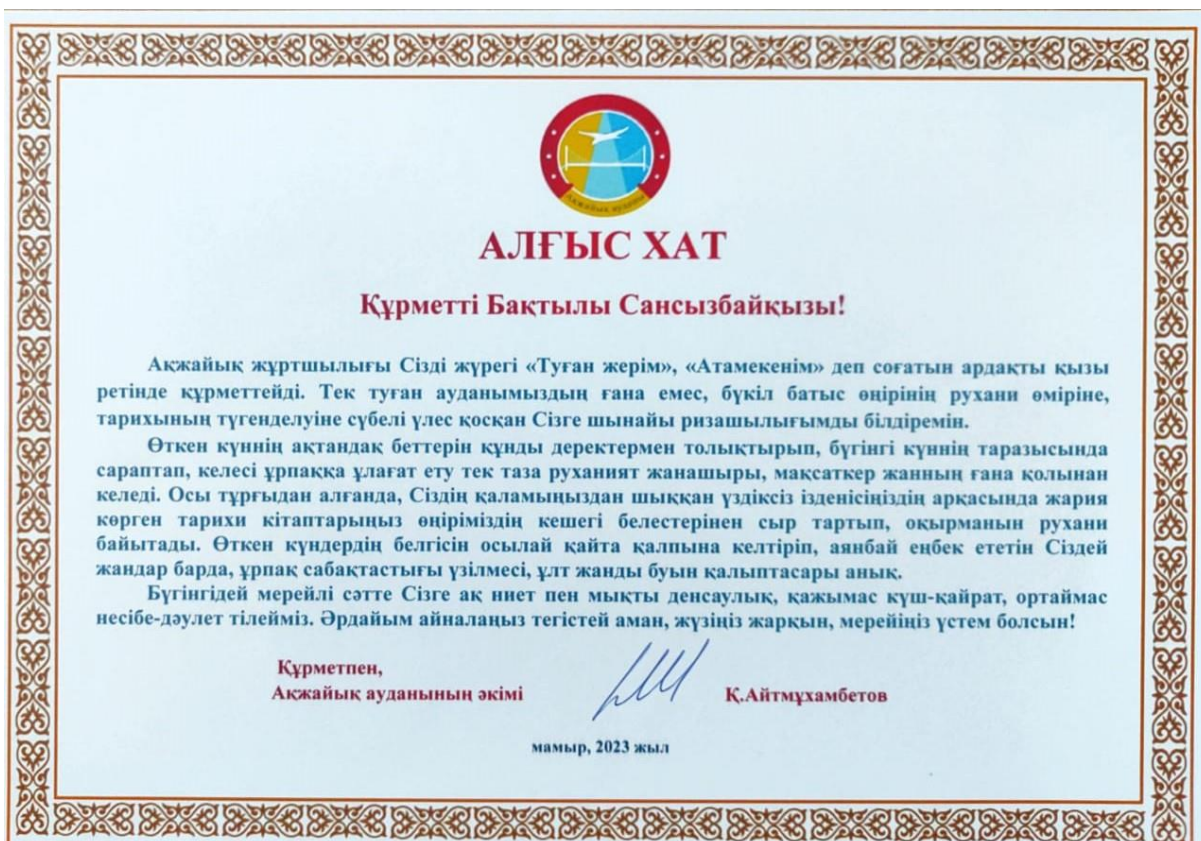 Ақжайық ауданы
АЛҒЫС ХАТ
Құрметті Бақтылы Сансызбайқызы!
Ақжайық жұртшылығы Сізді жүрегі «Туған жерім», «Атамекенім» деп соғатын ардақты қызы
ретінде құрметтейді. Тек туған ауданымыздың ғана емес, бүкіл батыс өңірінің рухани өміріне,
тарихының түгенделуіне сүбелі үлес қосқан Сізге шынайы ризашылығымды білдіремін.
Өткен күннің ақтандақ беттерін құнды деректермен толықтырып, бүгінгі күннің таразысында
сараптап, келесі ұрпаққа ұлағат ету тек таза руханият жанашыры, мақсаткер жанның ғана қолынан
келеді. Осы тұрғыдан алғанда, Сіздің қаламыңыздан шыққан үздіксіз ізденісіңіздің арқасында жария
көрген тарихи кітаптарыңыз өңіріміздің кешегі белестерінен сыр тартып, оқырманын рухани
байытады. Өткен күндердің белгісін осылай қайта қалпына келтіріп, аянбай еңбек ететін Сіздей
жандар барда, ұрпақ сабақтастығы үзілмесі, ұлт жанды буын қалыптасары анық.
Бүгінгідей мерейлі сәтте Сізге ақ ниет пен мықты денсаулық, қажымас күш-қайрат, ортаймас
несібе-дәулет тілейміз. Әрдайым айналаңыз тегістей аман, жүзіңіз жарқын, мерейіңіз үстем болсын!
Құрметпен,
Ақжайық ауданының әкімі Қ.Айтмұхамбетов
мамыр, 2023 жыл